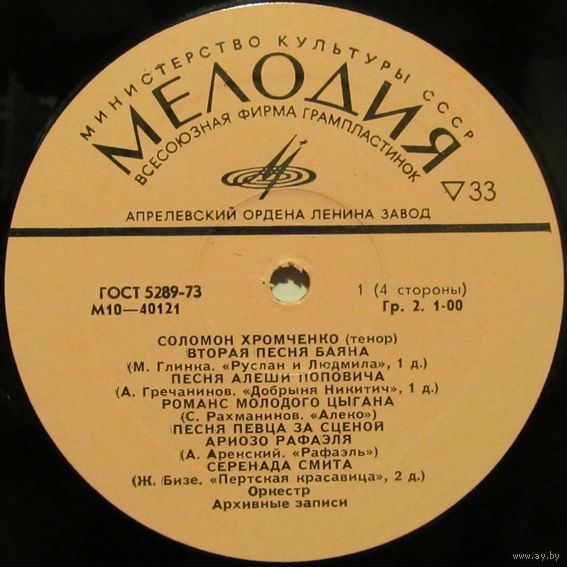 МИНИСТЕРСТВО КУЛЬТУРЫ СССР
МЕЛОДИЯ
ВСЕСОЮЗНАЯ ФИРМА ГРАМПЛАСТИНОК
▽33
АПРЕЛЕВСКИЙ ОРДЕНА ЛЕНИНА ЗАВОД
ГОСТ 5289-73
1 (4 стороны)
М10—40121
Гр. 2. 1-00
СОЛОМОН ХРОМЧЕНКО (тенор)
ВТОРАЯ ПЕСНЯ БАЯНА
(М. Глинка. «Руслан и Людмила», 1 д.)
ПЕСНЯ АЛЕШИ ПОПОВИЧА
(А. Гречанинов. «Добрыня Никитич», 1 д.)
РОМАНС МОЛОДОГО ЦЫГАНА
(С. Рахманинов. «Алеко»)
ПЕСНЯ ПЕВЦА ЗА СЦЕНОЙ
АРИОЗО РАФАЭЛЯ
(А. Аренский. «Рафаэль»)
СЕРЕНАДА СМИТА
(Ж. Бизе. «Пертская красавица», 2 д.)
Оркестр
Архивные записи
www.ay.by